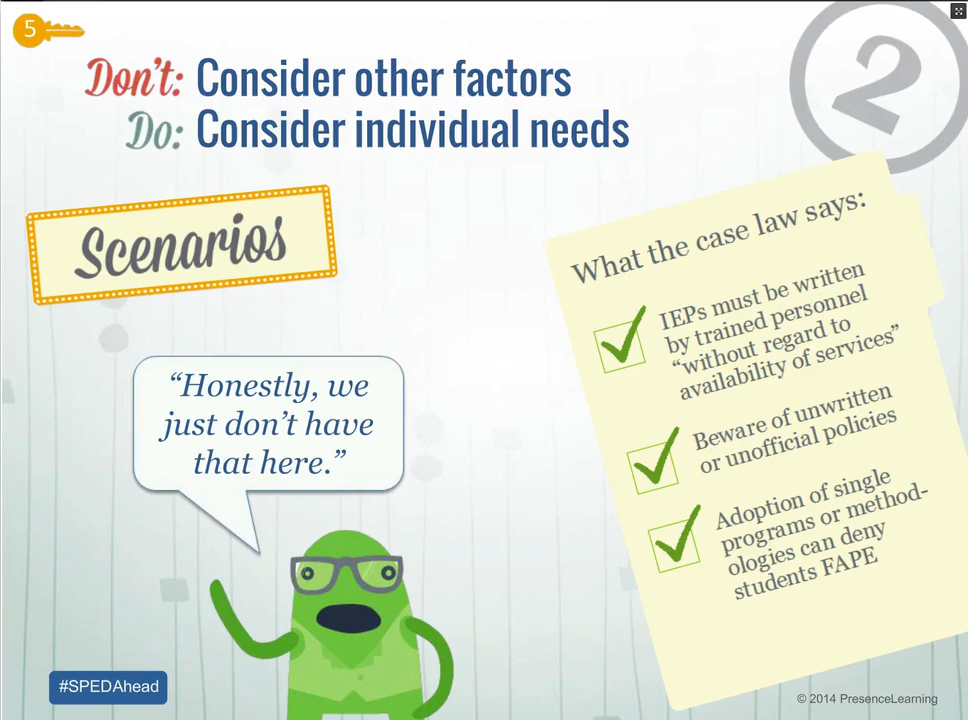 5
2
Don't: Consider other factors
Do: Consider individual needs
Scenarios
"Honestly, we
just don't have
that here."
What the case law says:
IEPs must be written
by trained personnel
"without regard to
availability of services"
Beware of unwritten
or unofficial policies
Adoption of single
programs or method-
ologies can deny
students FAPE
#SPEDAhead
© 2014 PresenceLearning